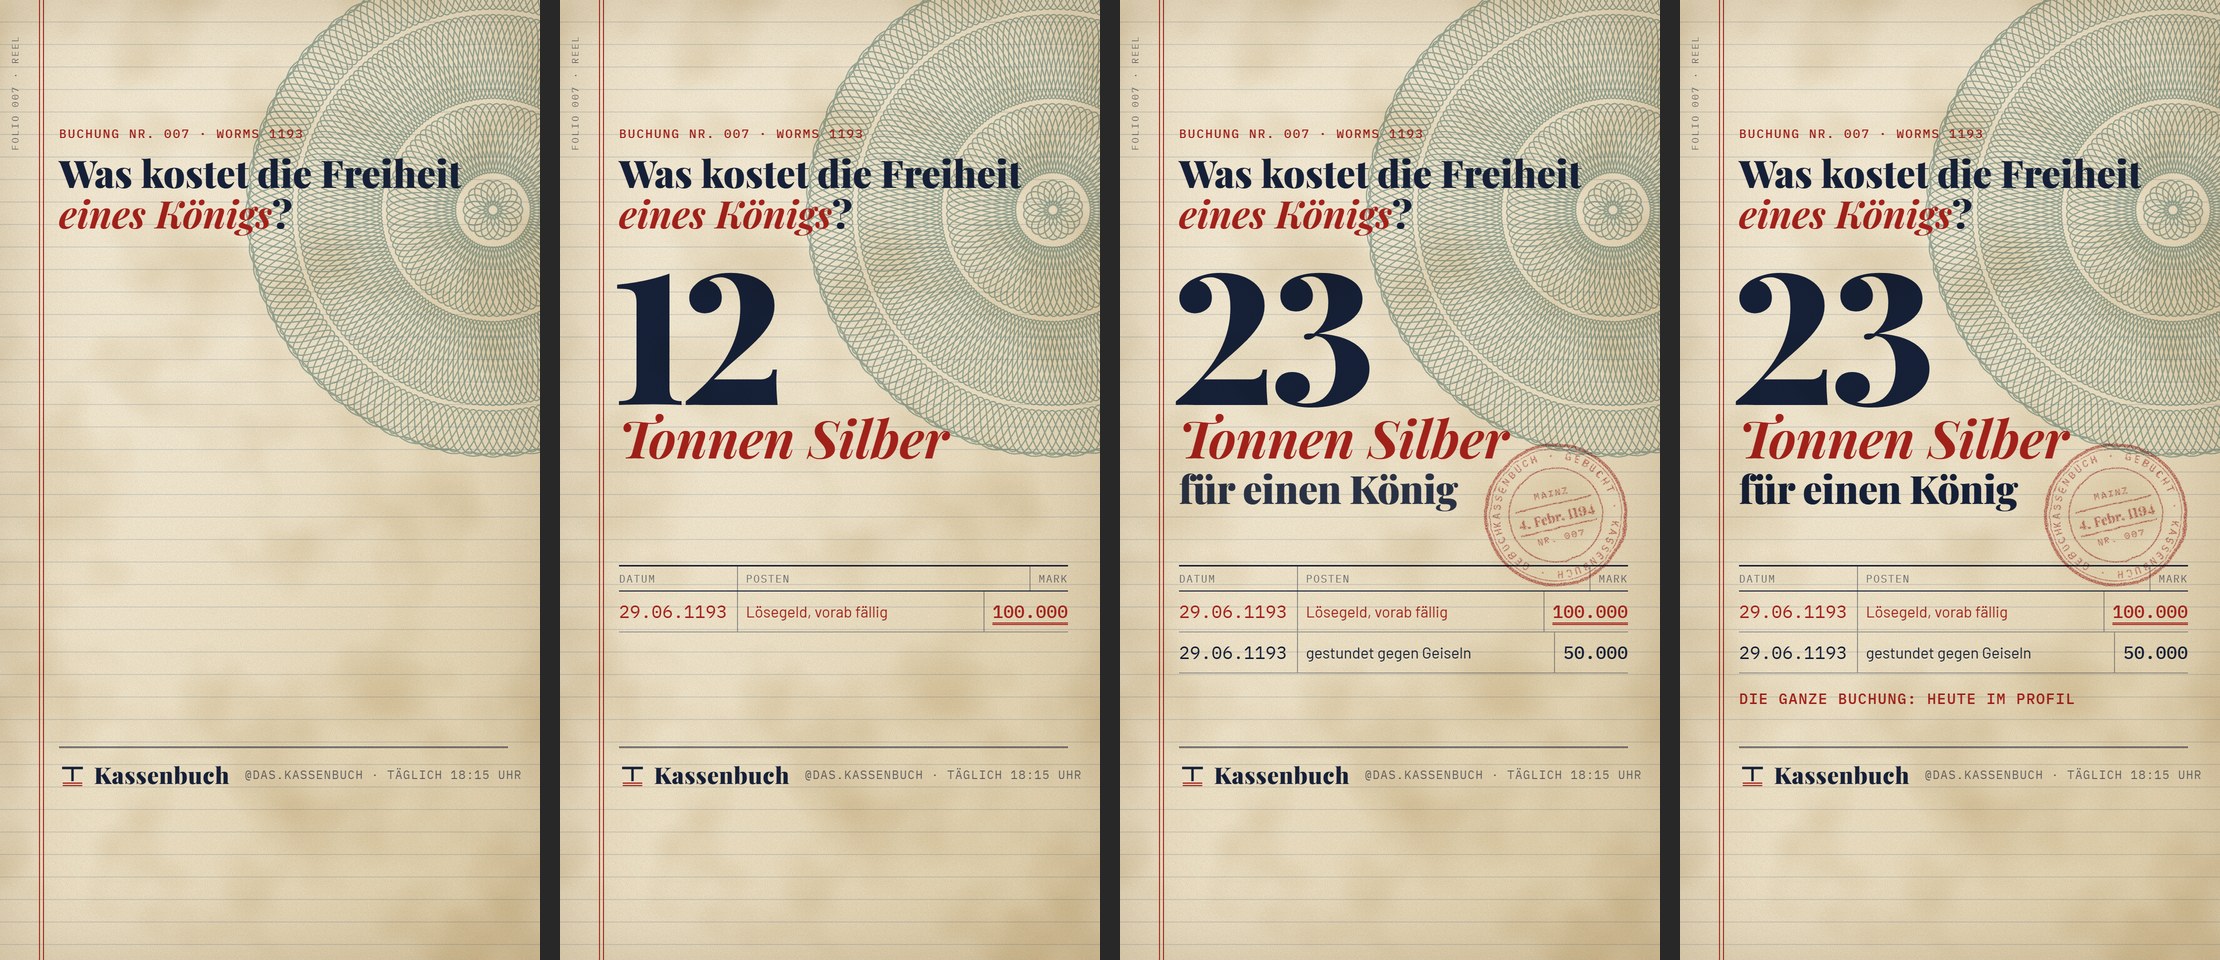 FOLIO 007 · REEL
BUCHUNG NR. 007 · WORMS 1193
Was kostet die Freiheit
eines Königs?
Kassenbuch @DAS.KASSENBUCH · TÄGLICH 18:15 UHR
FOLIO 007 · REEL
BUCHUNG NR. 007 · WORMS 1193
Was kostet die Freiheit
eines Königs?
12
Tonnen Silber
DATUM POSTEN MARK
29.06.1193 Lösegeld, vorab fällig 100.000
Kassenbuch @DAS.KASSENBUCH · TÄGLICH 18:15 UHR
FOLIO 007 · REEL
BUCHUNG NR. 007 · WORMS 1193
Was kostet die Freiheit
eines Königs?
23
Tonnen Silber
für einen König
KASSENBUCH · GEBUCHT · KASSENBUCH · GEBUCH
MAINZ
4. Febr. 1194
NR. 007
DATUM POSTEN MARK
29.06.1193 Lösegeld, vorab fällig 100.000
29.06.1193 gestundet gegen Geiseln 50.000
Kassenbuch @DAS.KASSENBUCH · TÄGLICH 18:15 UHR
FOLIO 007 · REEL
BUCHUNG NR. 007 · WORMS 1193
Was kostet die Freiheit
eines Königs?
23
Tonnen Silber
für einen König
KASSENBUCH · GEBUCHT · KASSENBUCH · GEBUCH
MAINZ
4. Febr. 1194
NR. 007
DATUM POSTEN MARK
29.06.1193 Lösegeld, vorab fällig 100.000
29.06.1193 gestundet gegen Geiseln 50.000
DIE GANZE BUCHUNG: HEUTE IM PROFIL
Kassenbuch @DAS.KASSENBUCH · TÄGLICH 18:15 UHR